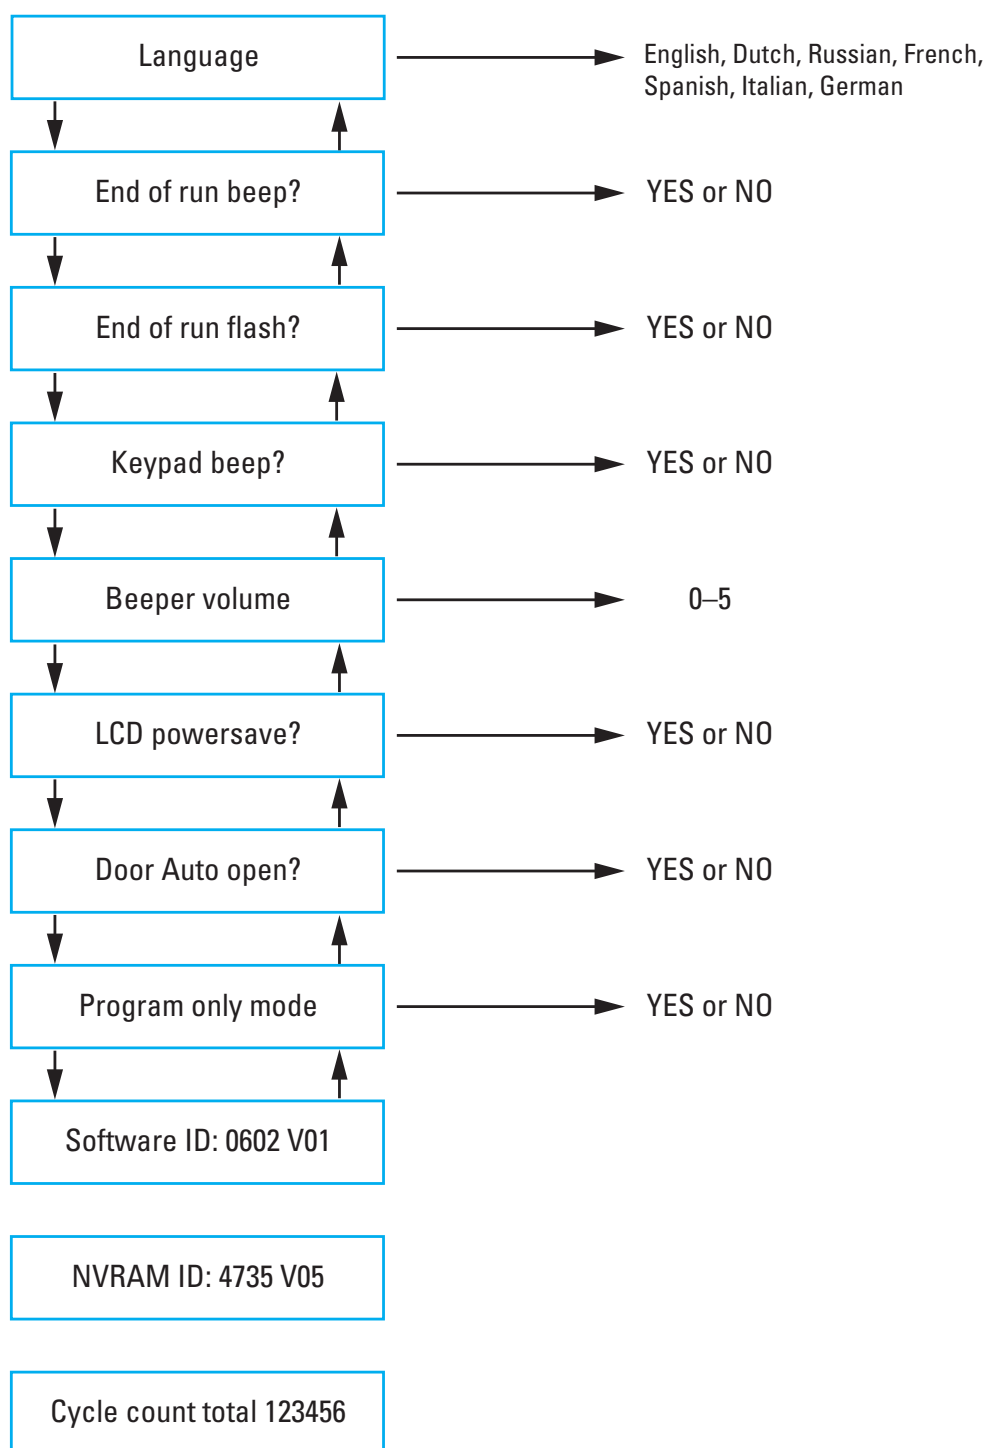 Language
English, Dutch, Russian, French,
Spanish, Italian, German
End of run beep?
YES or NO
End of run flash?
YES or NO
Keypad beep?
YES or NO
Beeper volume
0–5
LCD powersave?
YES or NO
Door Auto open?
YES or NO
Program only mode
YES or NO
Software ID: 0602 V01
NVRAM ID: 4735 V05
Cycle count total 123456